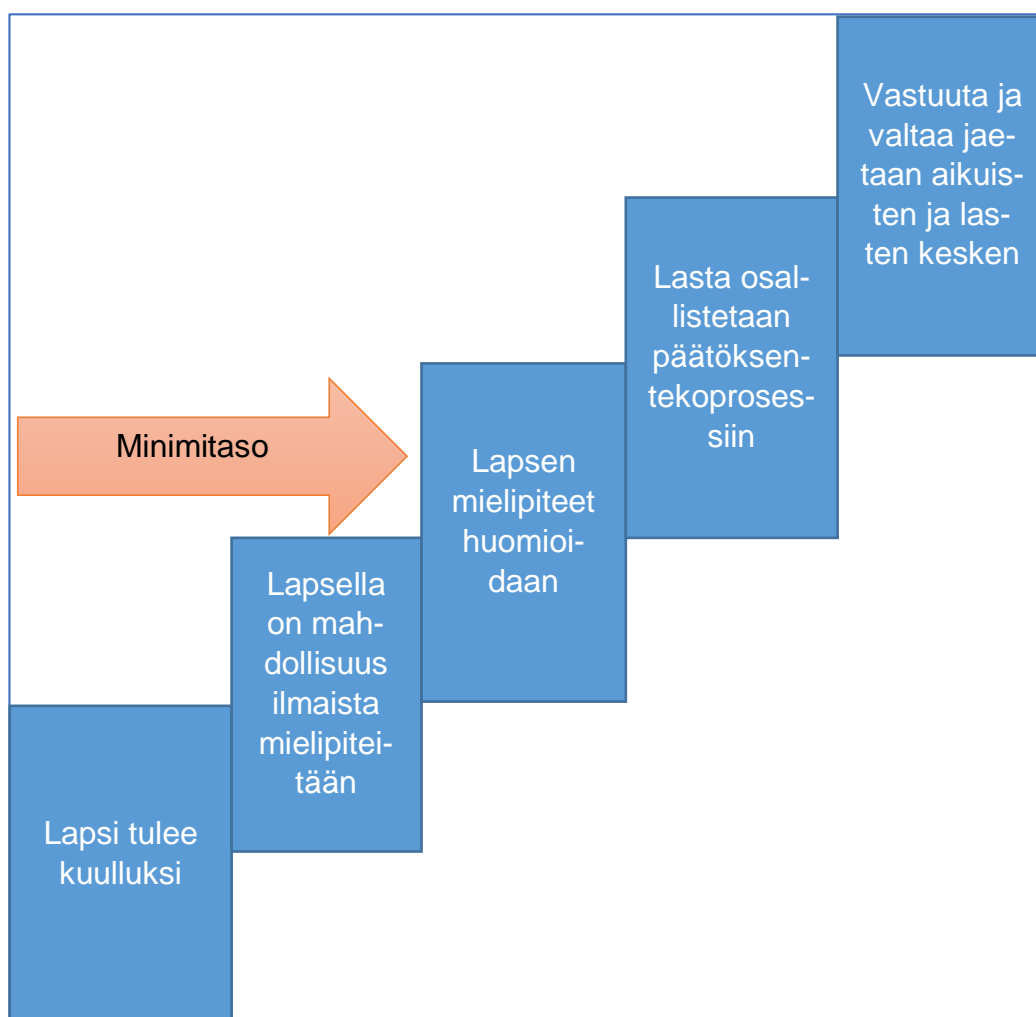 Vastuuta ja
valtaa jae-
taan aikuis-
ten ja las-
ten kesken
Lasta osal-
listetaan
päätöksen-
tekoproses-
siin
Minimitaso
Lapsen
mielipiteet
huomioi-
daan
Lapsella
on mah-
dollisuus
ilmaista
mielipitei-
tään
Lapsi tulee
kuulluksi